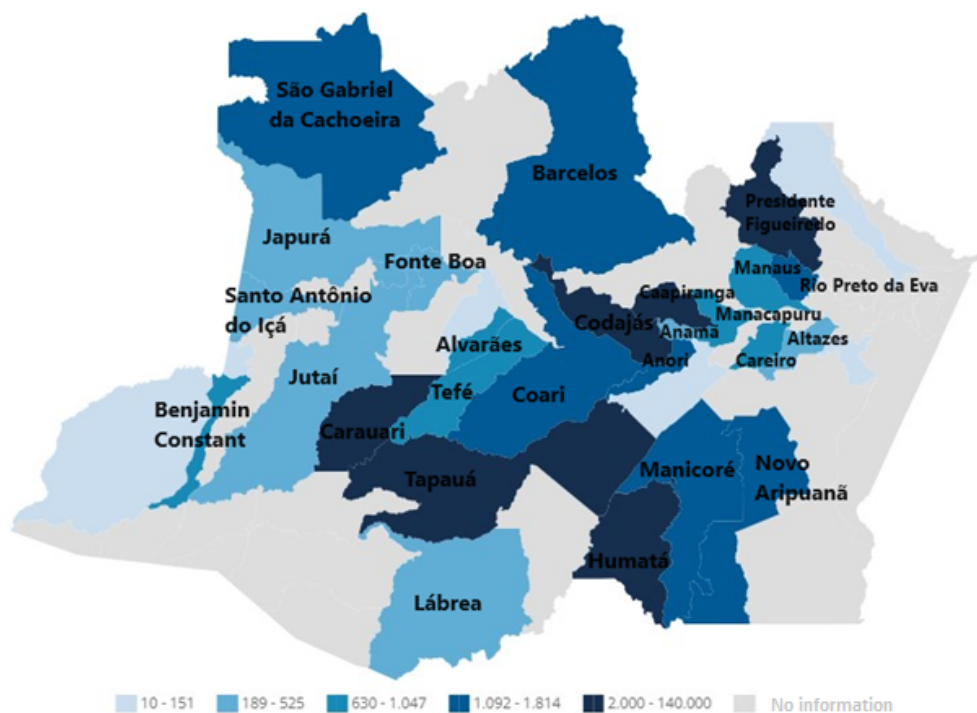 São Gabriel
da Cachoeira
Barcelos
Presidente
Figueiredo
Japurá
Fonte Boa
Manaus
Rio Preto da Eva
Caapiranga
Santo Antônio
do Içá
Codajás
Manacapuru
Anamã
Altazes
Alvarães
Anori
Careiro
Jutaí
Tefé
Coari
Benjamin
Constant
Carauari
Tapauá
Manicoré
Novo
Aripuanã
Humatá
Lábrea
10 - 151
189 - 525
630 - 1.047
1.092 - 1.814
2.000 - 140.000
No information